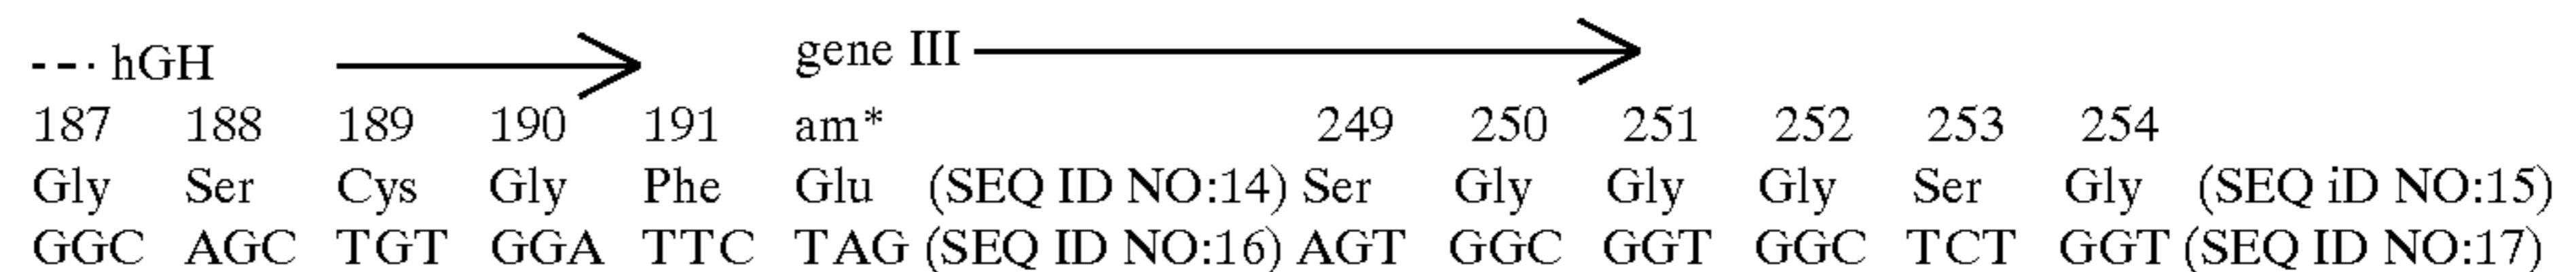 --· hGH gene III
187 188 189 190 191 am* 249 250 251 252 253 254
Gly Ser Cys Gly Phe Glu (SEQ ID NO:14) Ser Gly Gly Gly Ser Gly (SEQ iD NO:15)
GGC AGC TGT GGA TTC TAG (SEQ ID NO:16) AGT GGC GGT GGC TCT GGT (SEQ ID NO:17)